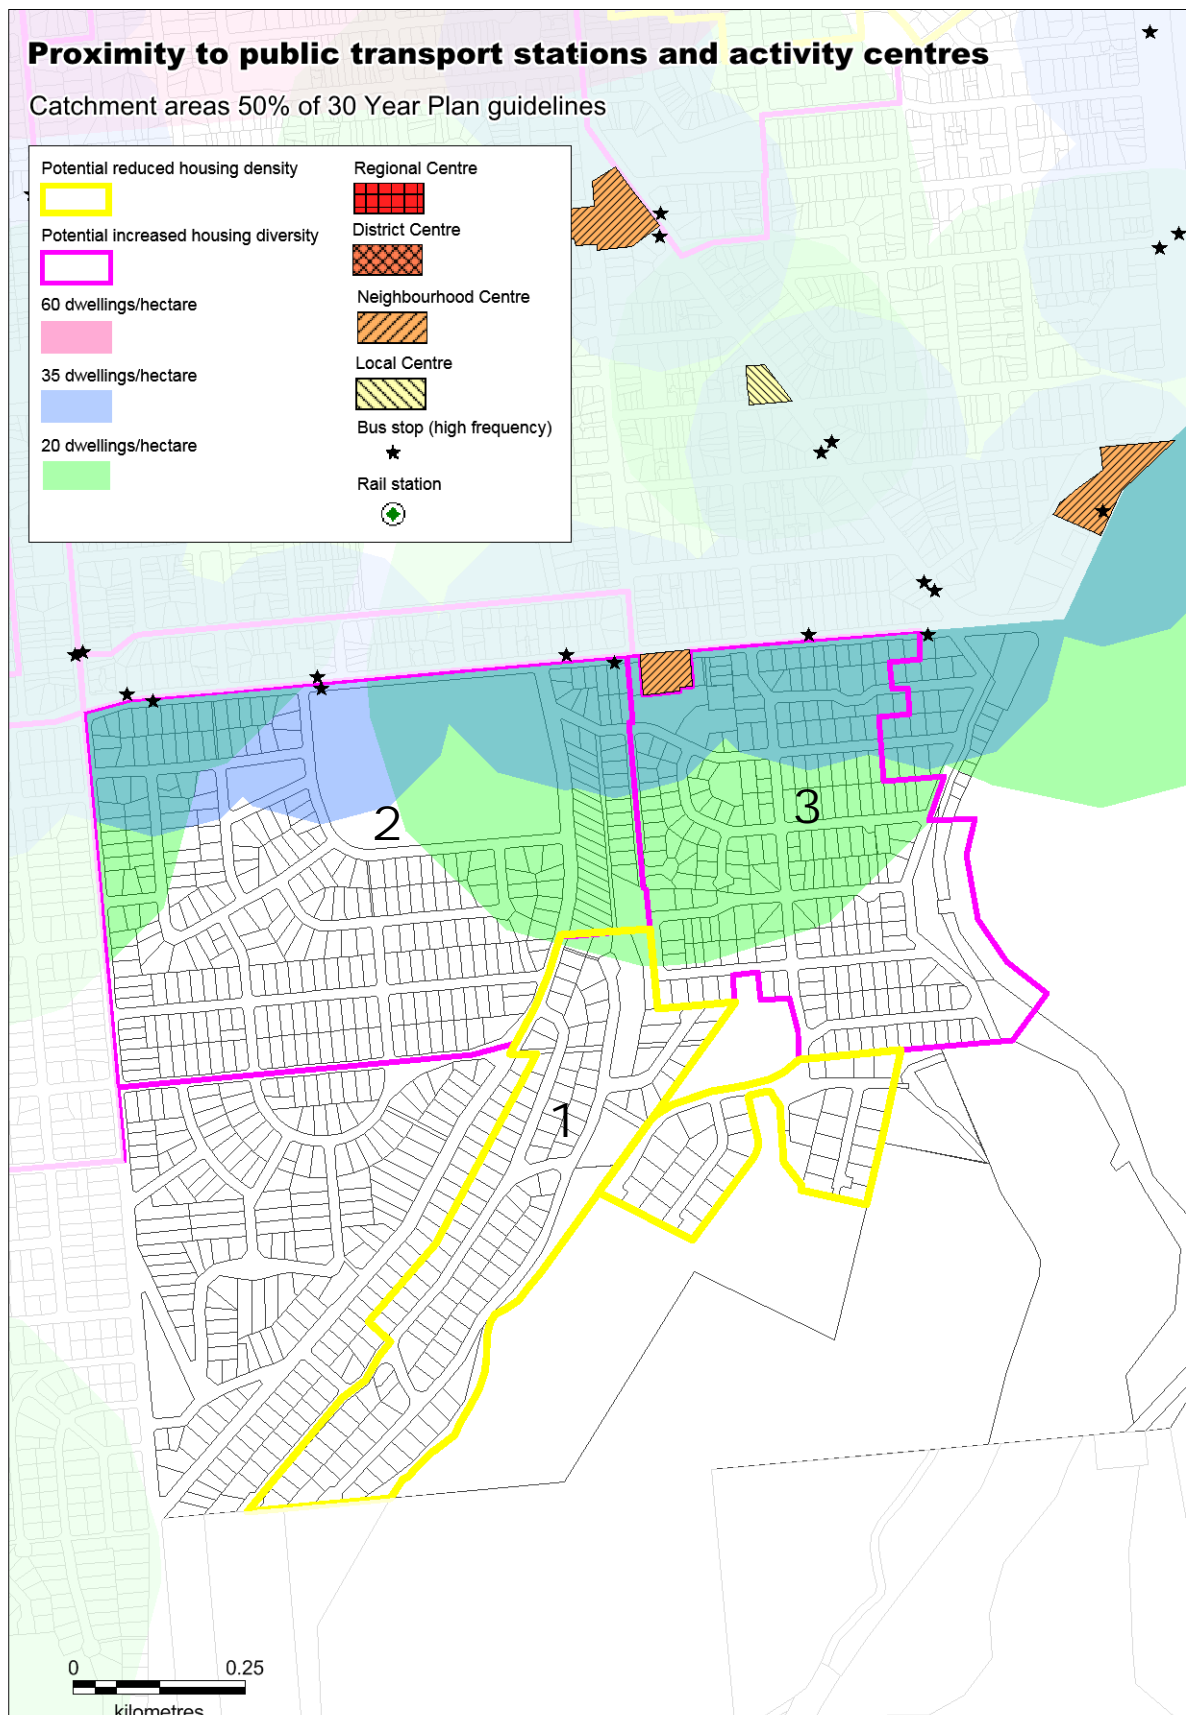 Proximity to public transport stations and activity centres
Catchment areas 50% of 30 Year Plan guidelines
Potential reduced housing density
Potential increased housing diversity
60 dwellings/hectare
35 dwellings/hectare
20 dwellings/hectare
Regional Centre
District Centre
Neighbourhood Centre
Local Centre
Bus stop (high frequency)
Rail station
3
2
1
0 0.25
kilometres